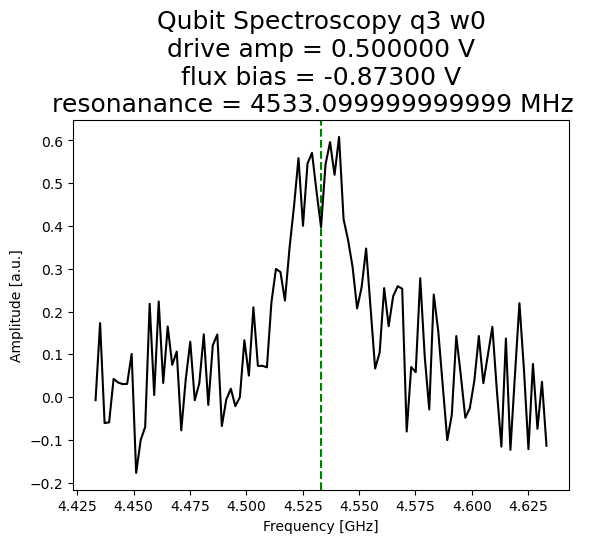 Qubit Spectroscopy q3 w0
drive amp = 0.500000 V
flux bias = -0.87300 V
resonanance = 4533.099999999999 MHz
0.6
0.5
0.4
0.3
0.2
0.1
0.0
−0.1
−0.2
Amplitude [a.u.]
4.425 4.450 4.475 4.500 4.525 4.550 4.575 4.600 4.625
Frequency [GHz]